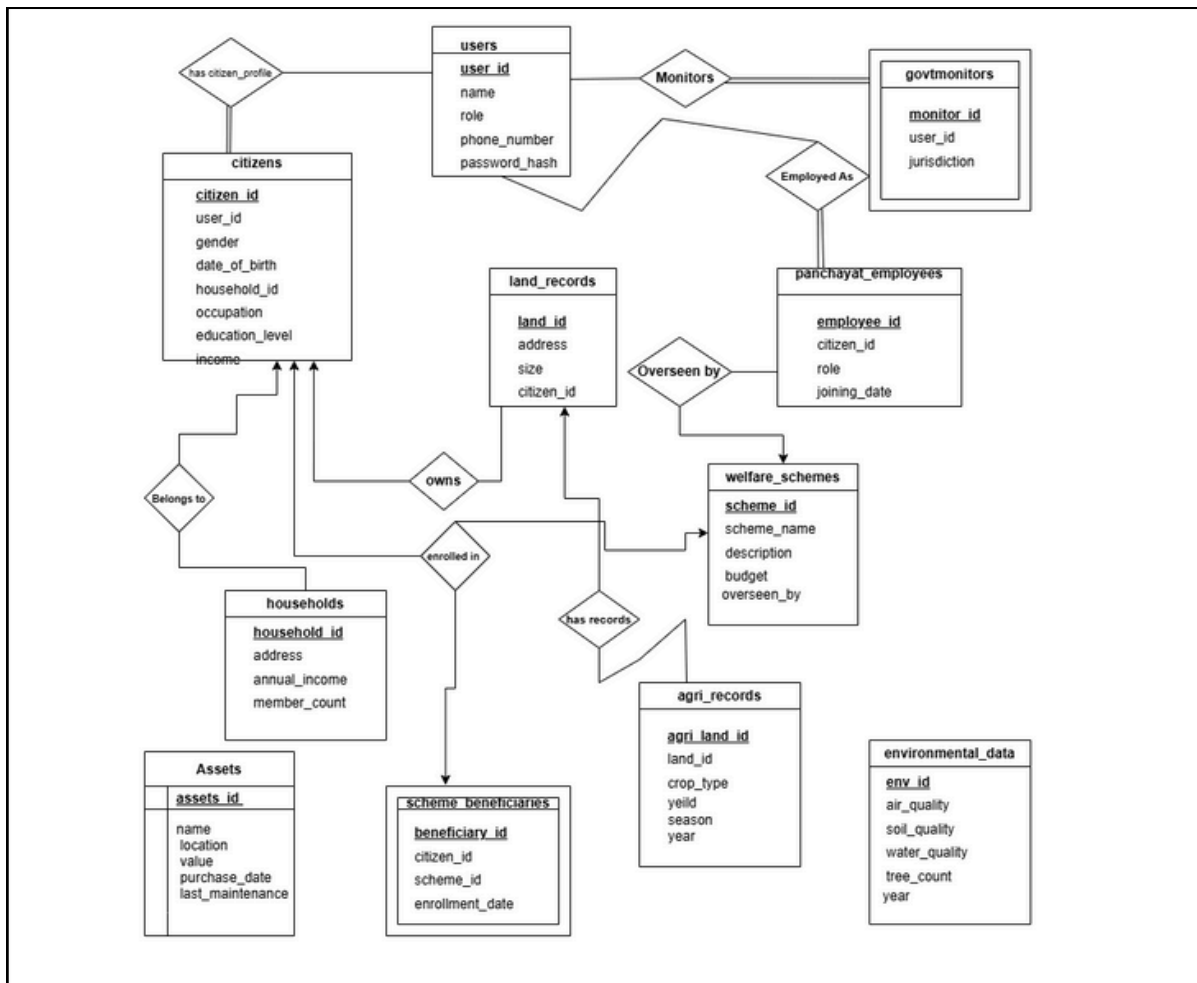 users
user_id
name
role
phone_number
password_hash
has citizen_profile
Monitors
govtmonitors
monitor_id
user_id
jurisdiction
citizens
citizen_id
user_id
gender
date_of_birth
household_id
occupation
education_level
income
Employed As
land_records
land_id
address
size
citizen_id
panchayat_employees
employee_id
citizen_id
role
joining_date
Overseen by
owns
Belongs to
welfare_schemes
scheme_id
scheme_name
description
budget
overseen_by
enrolled in
households
household_id
address
annual_income
member_count
has records
agri_records
agri_land_id
land_id
crop_type
yeild
season
year
environmental_data
env_id
air_quality
soil_quality
water_quality
tree_count
year
Assets
assets_id
name
location
value
purchase_date
last_maintenance
scheme_beneficiaries
beneficiary_id
citizen_id
scheme_id
enrollment_date